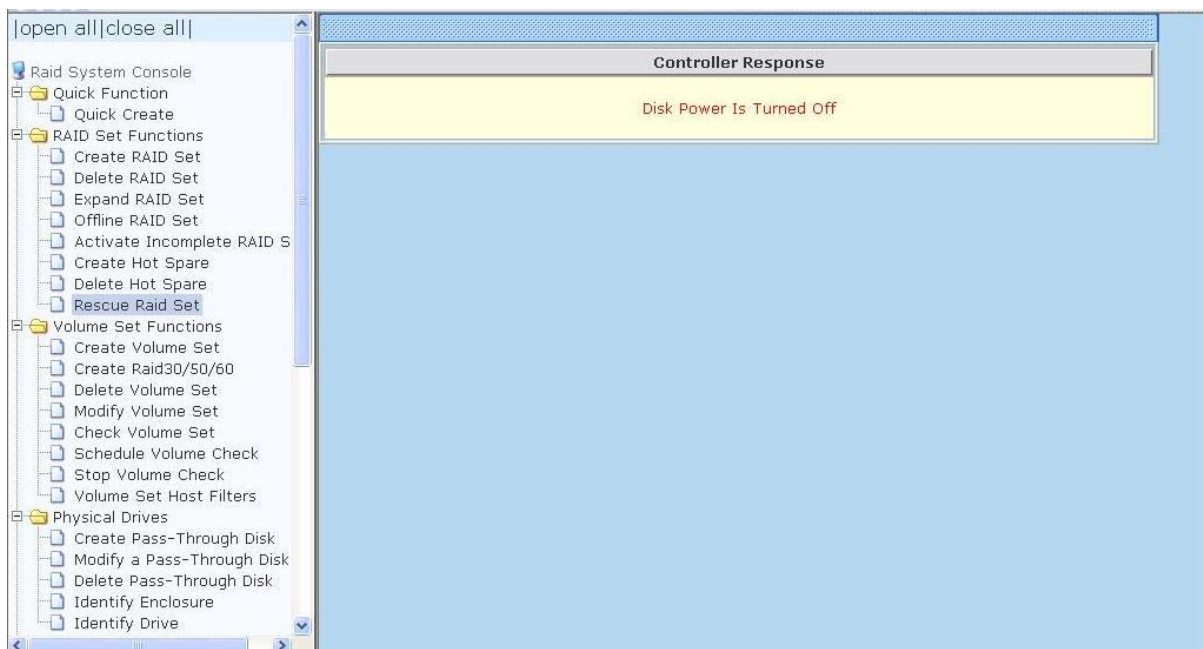 |open all|close all|
Raid System Console
Quick Function
Quick Create
RAID Set Functions
Create RAID Set
Delete RAID Set
Expand RAID Set
Offline RAID Set
Activate Incomplete RAID S
Create Hot Spare
Delete Hot Spare
Rescue Raid Set
Volume Set Functions
Create Volume Set
Create Raid30/50/60
Delete Volume Set
Modify Volume Set
Check Volume Set
Schedule Volume Check
Stop Volume Check
Volume Set Host Filters
Physical Drives
Create Pass-Through Disk
Modify a Pass-Through Disk
Delete Pass-Through Disk
Identify Enclosure
Identify Drive
Controller Response
Disk Power Is Turned Off